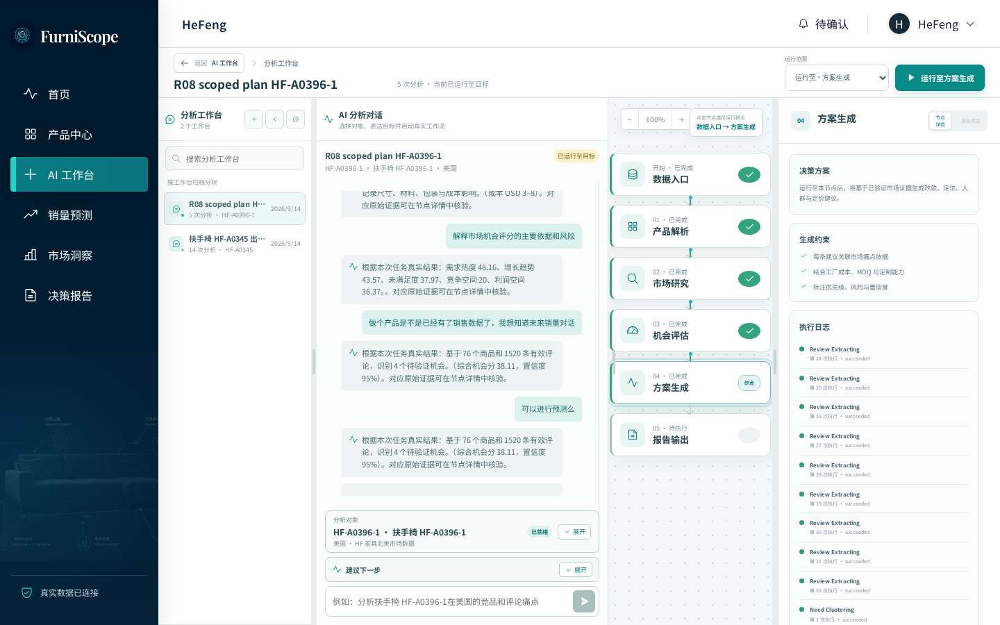 FurniScope
首页
产品中心
AI 工作台
销量预测
市场洞察
决策报告
真实数据已连接
HeFeng
待确认
H
HeFeng
返回 AI 工作台
分析工作台
R08 scoped plan HF-A0396-1
5 次分析 • 当前已运行至目标
运行范围
运行至 · 方案生成
运行至方案生成
分析工作台
2 个工作台
搜索分析工作台
按工作台归档分析
R08 scoped plan H···
2026/9/14
5 次分析 • HF-A0396-1
扶手椅 HF-A0345 出···
2026/9/14
14 次分析 • HF-A0345
AI 分析对话
选择对象、表达目标并启动真实工作流
R08 scoped plan HF-A0396-1
HF-A0396-1 • 扶手椅 HF-A0396-1 • 美国
已运行至目标
记录尺寸、材料、包装与成本影响。（成本 USD 3–8）。对
应原始证据可在节点详情中核验。
解释市场机会评分的主要依据和风险
根据本次任务真实结果：需求热度 48.16、增长趋势
43.57、未满足度 37.97、竞争空间 20、利润空间
36.37。。对应原始证据可在节点详情中核验。
做个产品是不是已经有了销售数据了，我想知道未来销量对话
根据本次任务真实结果：基于 76 个商品和 1520 条有效评
论，识别 4 个待验证机会。（综合机会分 38.11，置信度
95%）。对应原始证据可在节点详情中核验。
可以进行预测么
根据本次任务真实结果：基于 76 个商品和 1520 条有效评
论，识别 4 个待验证机会。（综合机会分 38.11，置信度
95%）。对应原始证据可在节点详情中核验。
分析对象
HF-A0396-1 • 扶手椅 HF-A0396-1
美国 • HF 家具北美市场数据
已就绪
展开
建议下一步
展开
例如：分析扶手椅 HF-A0396-1在美国的竞品和评论痛点
− 100% +
点击节点选择运行终点
数据入口 → 方案生成
开始 • 已完成
数据入口
01 • 已完成
产品解析
02 • 已完成
市场研究
03 • 已完成
机会评估
04 • 已完成
方案生成
终点
05 • 待执行
报告输出
04
方案生成
节点
详情
报告预览
决策方案
运行至本节点后，将基于已验证市场证据生成改款、定位、人
群与定价建议。
生成约束
每条建议关联市场痛点依据
结合工厂成本、MOQ 与定制能力
标注优先级、风险与置信度
执行日志
Review Extracting
第 24 次执行 • succeeded
Review Extracting
第 25 次执行 • succeeded
Review Extracting
第 26 次执行 • succeeded
Review Extracting
第 27 次执行 • succeeded
Review Extracting
第 28 次执行 • succeeded
Review Extracting
第 29 次执行 • succeeded
Review Extracting
第 30 次执行 • succeeded
Review Extracting
第 31 次执行 • succeeded
Review Extracting
第 32 次执行 • succeeded
Need Clustering
第 1 次执行 • succeeded